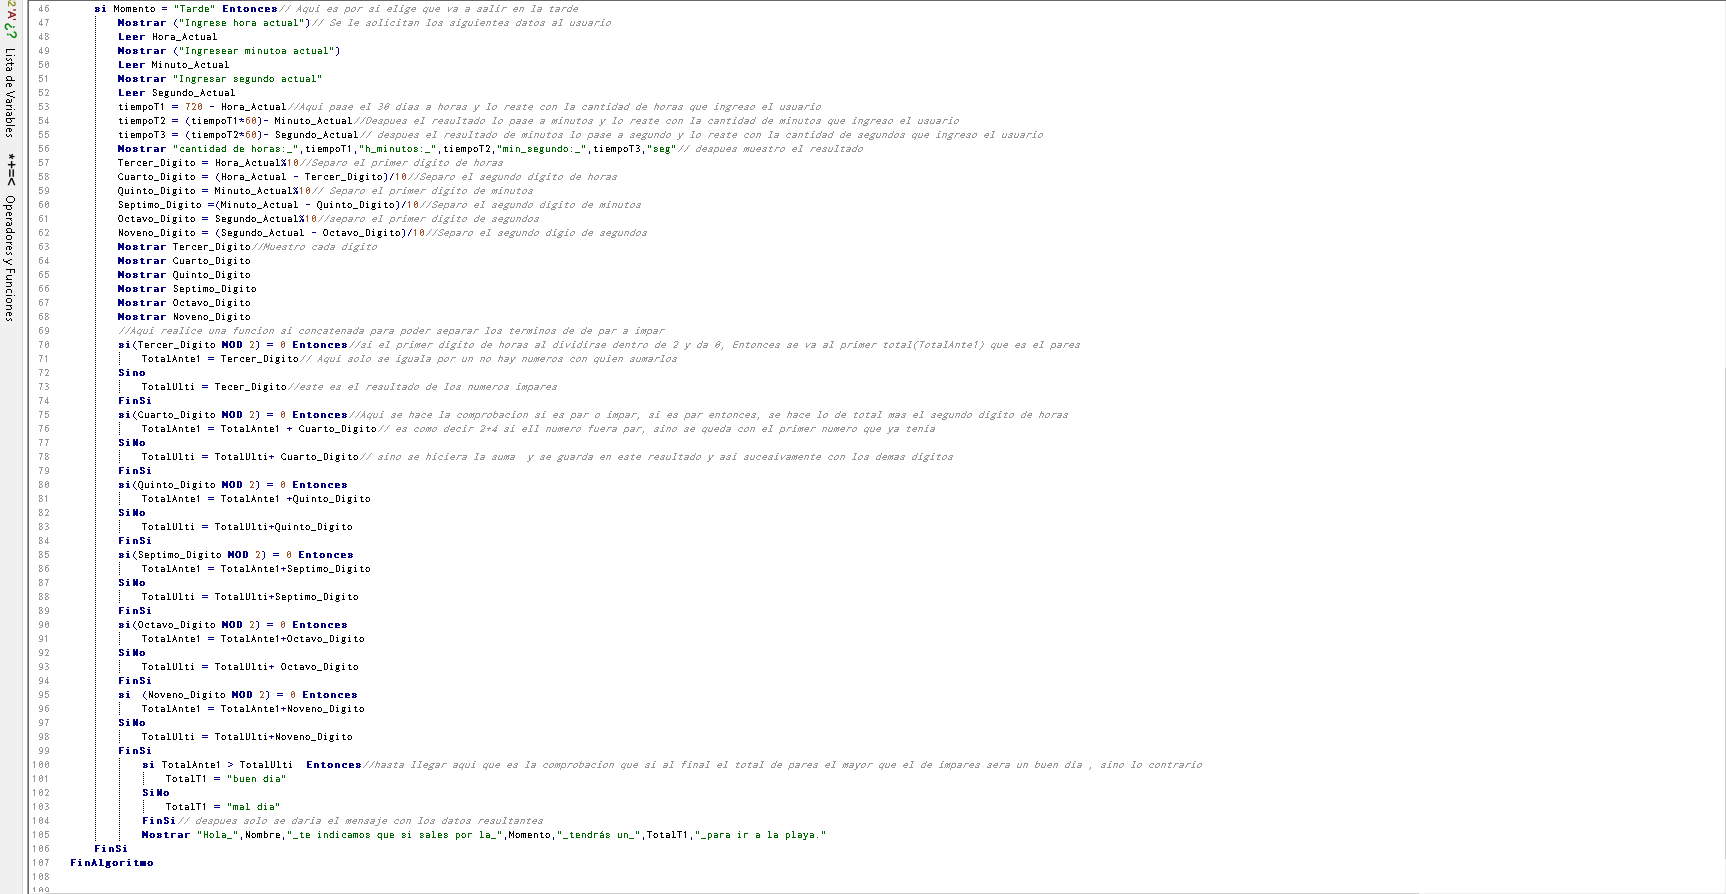 2 'A' ¿? Lista de Variables *+=< Operadores y Funciones
46 si Momento = "Tarde" Entonces// Aqui es por si elige que va a salir en la tarde
47 Mostrar ("Ingrese hora actual")// Se le solicitan los siguientes datos al usuario
48 Leer Hora_Actual
49 Mostrar ("Ingresear minutoa actual")
50 Leer Minuto_Actual
51 Mostrar "Ingresar segundo actual"
52 Leer Segundo_Actual
53 tiempoT1 = 720 - Hora_Actual//Aqui pase el 30 dias a horas y lo reste con la cantidad de horas que ingreso el usuario
54 tiempoT2 = (tiempoT1*60)- Minuto_Actual//Despues el resultado lo pase a minutos y lo reste con la cantidad de minutos que ingreso el usuario
55 tiempoT3 = (tiempoT2*60)- Segundo_Actual// despues el resultado de minutos lo pase a segundo y lo reste con la cantidad de segundos que ingreso el usuario
56 Mostrar "cantidad de horas:_",tiempoT1,"h_minutos:_",tiempoT2,"min_segundo:_",tiempoT3,"seg"// despues muestro el resultado
57 Tercer_Digito = Hora_Actual%10//Separo el primer digito de horas
58 Cuarto_Digito = (Hora_Actual - Tercer_Digito)/10//Separo el segundo digito de horas
59 Quinto_Digito = Minuto_Actual%10// Separo el primer digito de minutos
60 Septimo_Digito =(Minuto_Actual - Quinto_Digito)/10//Separo el segundo digito de minutos
61 Octavo_Digito = Segundo_Actual%10//separo el primer digito de segundos
62 Noveno_Digito = (Segundo_Actual - Octavo_Digito)/10//Separo el segundo digio de segundos
63 Mostrar Tercer_Digito//Muestro cada digito
64 Mostrar Cuarto_Digito
65 Mostrar Quinto_Digito
66 Mostrar Septimo_Digito
67 Mostrar Octavo_Digito
68 Mostrar Noveno_Digito
69 //Aqui realice una funcion si concatenada para poder separar los terminos de de par a impar
70 si(Tercer_Digito MOD 2) = 0 Entonces//si el primer digito de horas al dividirse dentro de 2 y da 0, Entonces se va al primer total(TotalAnte1) que es el pares
71 TotalAnte1 = Tercer_Digito// Aqui solo se iguala por un no hay numeros con quien sumarlos
72 Sino
73 TotalUlti = Tecer_Digito//este es el resultado de los numeros impares
74 FinSi
75 si(Cuarto_Digito MOD 2) = 0 Entonces//Aqui se hace la comprobacion si es par o impar, si es par entonces, se hace lo de total mas el segundo digito de horas
76 TotalAnte1 = TotalAnte1 + Cuarto_Digito// es como decir 2+4 si ell numero fuera par, sino se queda con el primer numero que ya tenia
77 SiNo
78 TotalUlti = TotalUlti+ Cuarto_Digito// sino se hiciera la suma  y se guarda en este resultado y asi sucesivamente con los demas digitos
79 FinSi
80 si(Quinto_Digito MOD 2) = 0 Entonces
81 TotalAnte1 = TotalAnte1 +Quinto_Digito
82 SiNo
83 TotalUlti = TotalUlti+Quinto_Digito
84 FinSi
85 si(Septimo_Digito MOD 2) = 0 Entonces
86 TotalAnte1 = TotalAnte1+Septimo_Digito
87 SiNo
88 TotalUlti = TotalUlti+Septimo_Digito
89 FinSi
90 si(Octavo_Digito MOD 2) = 0 Entonces
91 TotalAnte1 = TotalAnte1+Octavo_Digito
92 SiNo
93 TotalUlti = TotalUlti+ Octavo_Digito
94 FinSi
95 si  (Noveno_Digito MOD 2) = 0 Entonces
96 TotalAnte1 = TotalAnte1+Noveno_Digito
97 SiNo
98 TotalUlti = TotalUlti+Noveno_Digito
99 FinSi
100 si TotalAnte1 > TotalUlti  Entonces//hasta llegar aqui que es la comprobacion que si al final el total de pares el mayor que el de impares sera un buen dia , sino lo contrario
101 TotalT1 = "buen dia"
102 SiNo
103 TotalT1 = "mal dia"
104 FinSi// despues solo se daria el mensaje con los datos resultantes
105 Mostrar "Hola_",Nombre,"_te indicamos que si sales por la_",Momento,"_tendrás un_",TotalT1,"_para ir a la playa."
106 FinSi
107 FinAlgoritmo
108
109